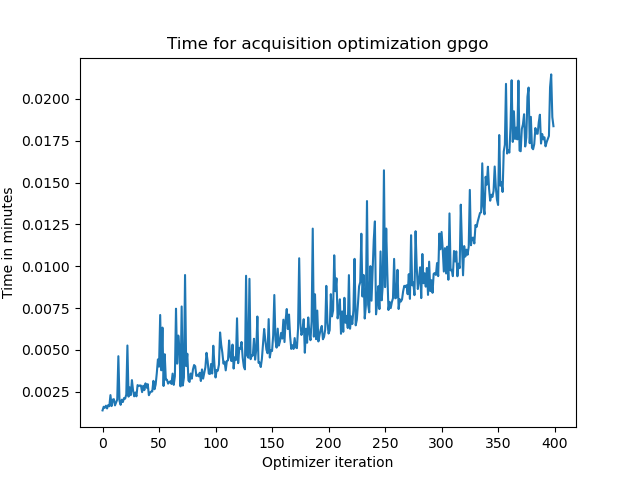 Time for acquisition optimization gpgo
0.0200
0.0175
0.0150
0.0125
0.0100
0.0075
0.0050
0.0025
Time in minutes
0 50 100 150 200 250 300 350 400
Optimizer iteration